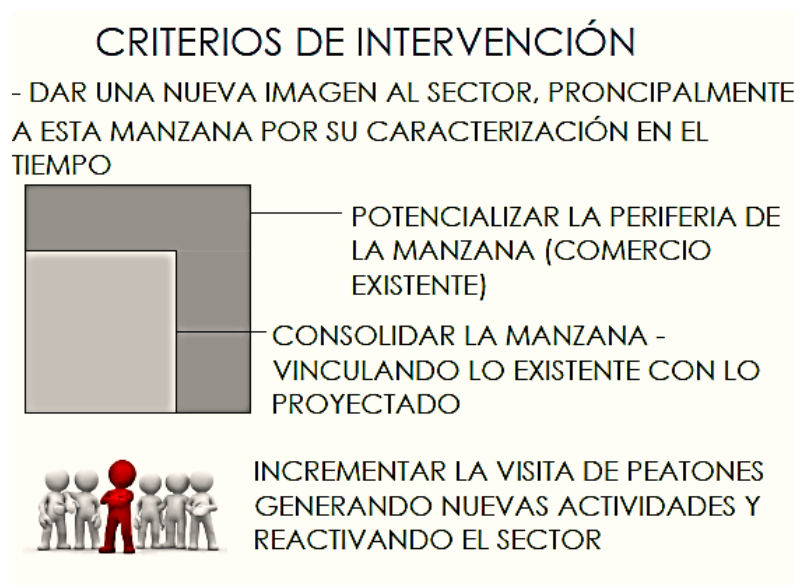 CRITERIOS DE INTERVENCIÓN
- DAR UNA NUEVA IMAGEN AL SECTOR, PRONCIPALMENTE
A ESTA MANZANA POR SU CARACTERIZACIÓN EN EL
TIEMPO
POTENCIALIZAR LA PERIFERIA DE
LA MANZANA (COMERCIO
EXISTENTE)
CONSOLIDAR LA MANZANA -
VINCULANDO LO EXISTENTE CON LO
PROYECTADO
INCREMENTAR LA VISITA DE PEATONES
GENERANDO NUEVAS ACTIVIDADES Y
REACTIVANDO EL SECTOR